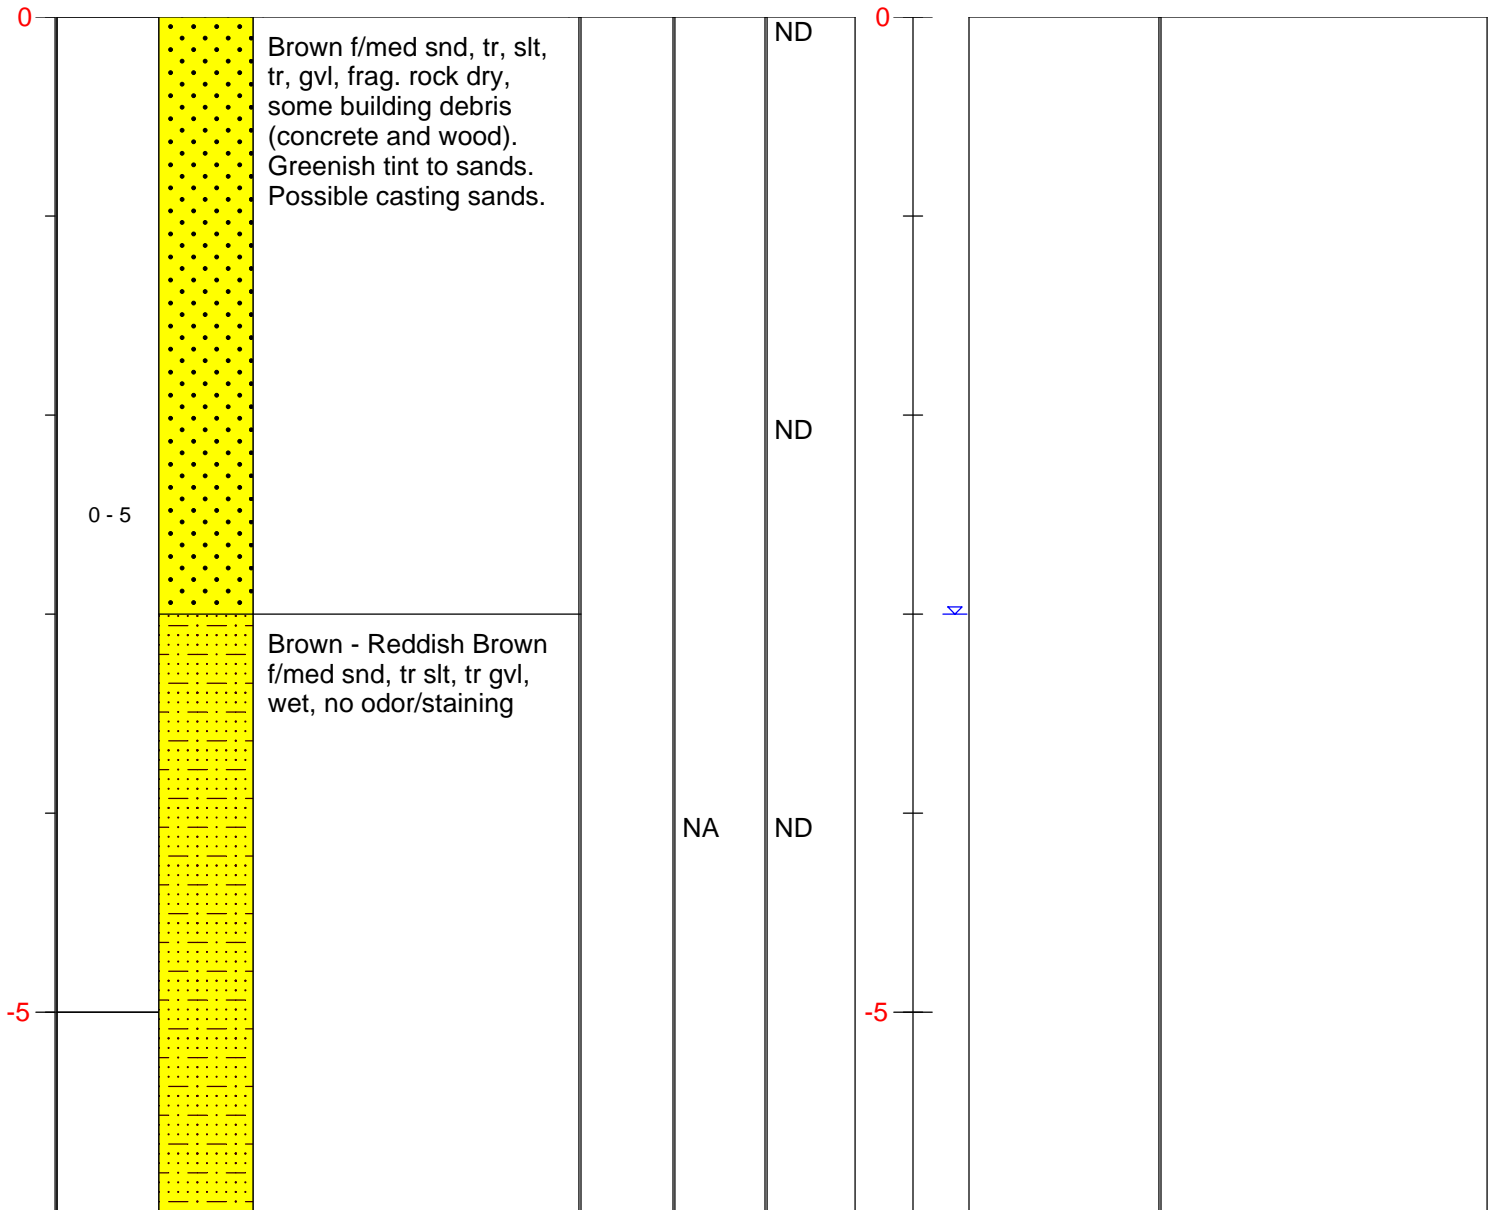 0
ND
0
Brown f/med snd, tr, slt,
tr, gvl, frag. rock dry,
some building debris
(concrete and wood).
Greenish tint to sands.
Possible casting sands.
ND
0 - 5
Brown - Reddish Brown
f/med snd, tr slt, tr gvl,
wet, no odor/staining
NA
ND
-5
-5